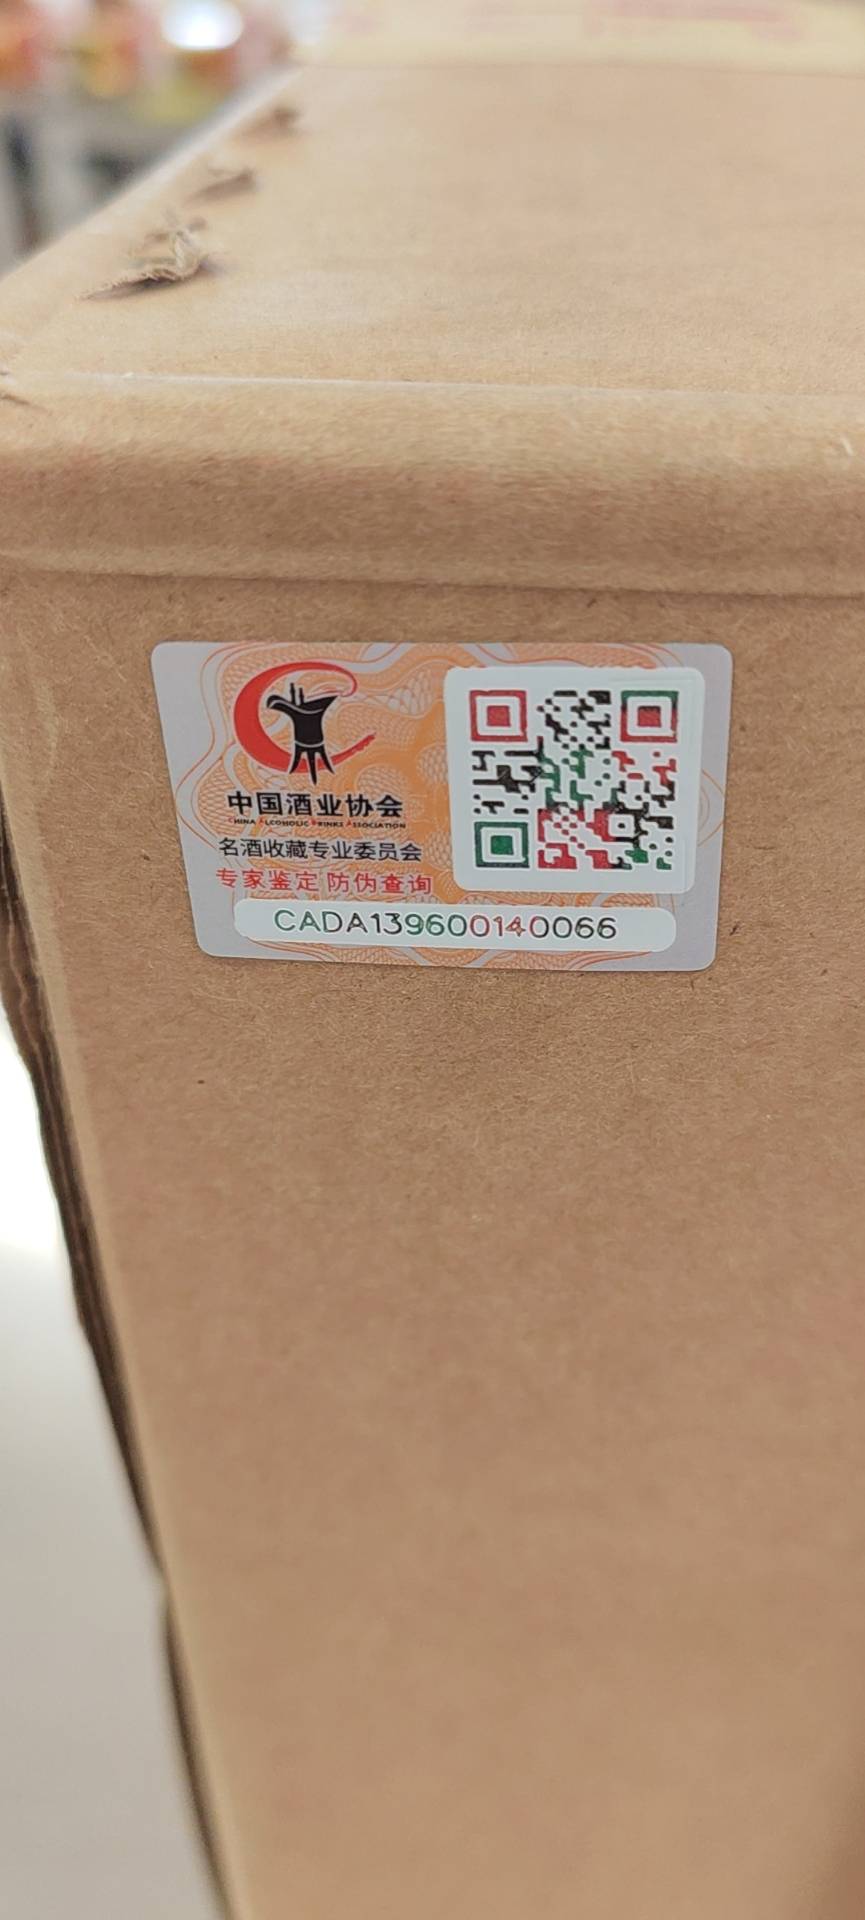 中国酒业协会
CHINA ALCOHOLIC DRINKS ASSOCIATION
名酒收藏专业委员会
专家鉴定 防伪查询
CADA139600140066